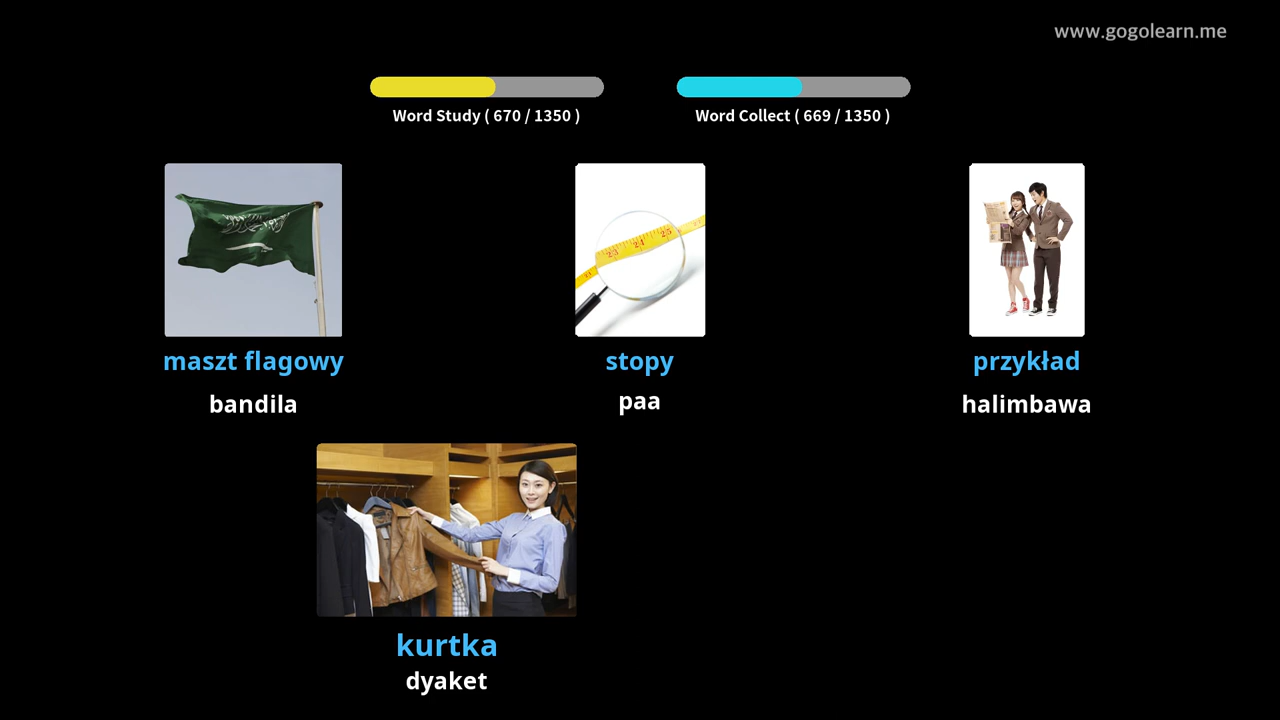 www.gogolearn.me
Word Study ( 670 / 1350 )
Word Collect ( 669 / 1350 )
maszt flagowy
bandila
stopy
paa
przykład
halimbawa
kurtka
dyaket